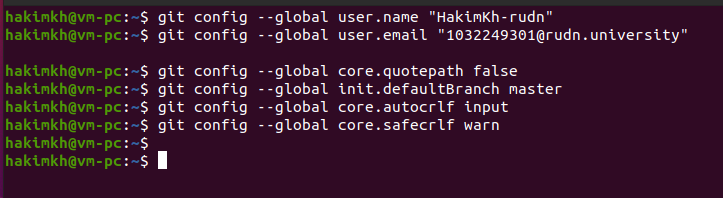 hakimkh@vm-pc:~$ git config --global user.name "HakimKh-rudn"
hakimkh@vm-pc:~$ git config --global user.email "1032249301@rudn.university"
hakimkh@vm-pc:~$ git config --global core.quotepath false
hakimkh@vm-pc:~$ git config --global init.defaultBranch master
hakimkh@vm-pc:~$ git config --global core.autocrlf input
hakimkh@vm-pc:~$ git config --global core.safecrlf warn
hakimkh@vm-pc:~$
hakimkh@vm-pc:~$